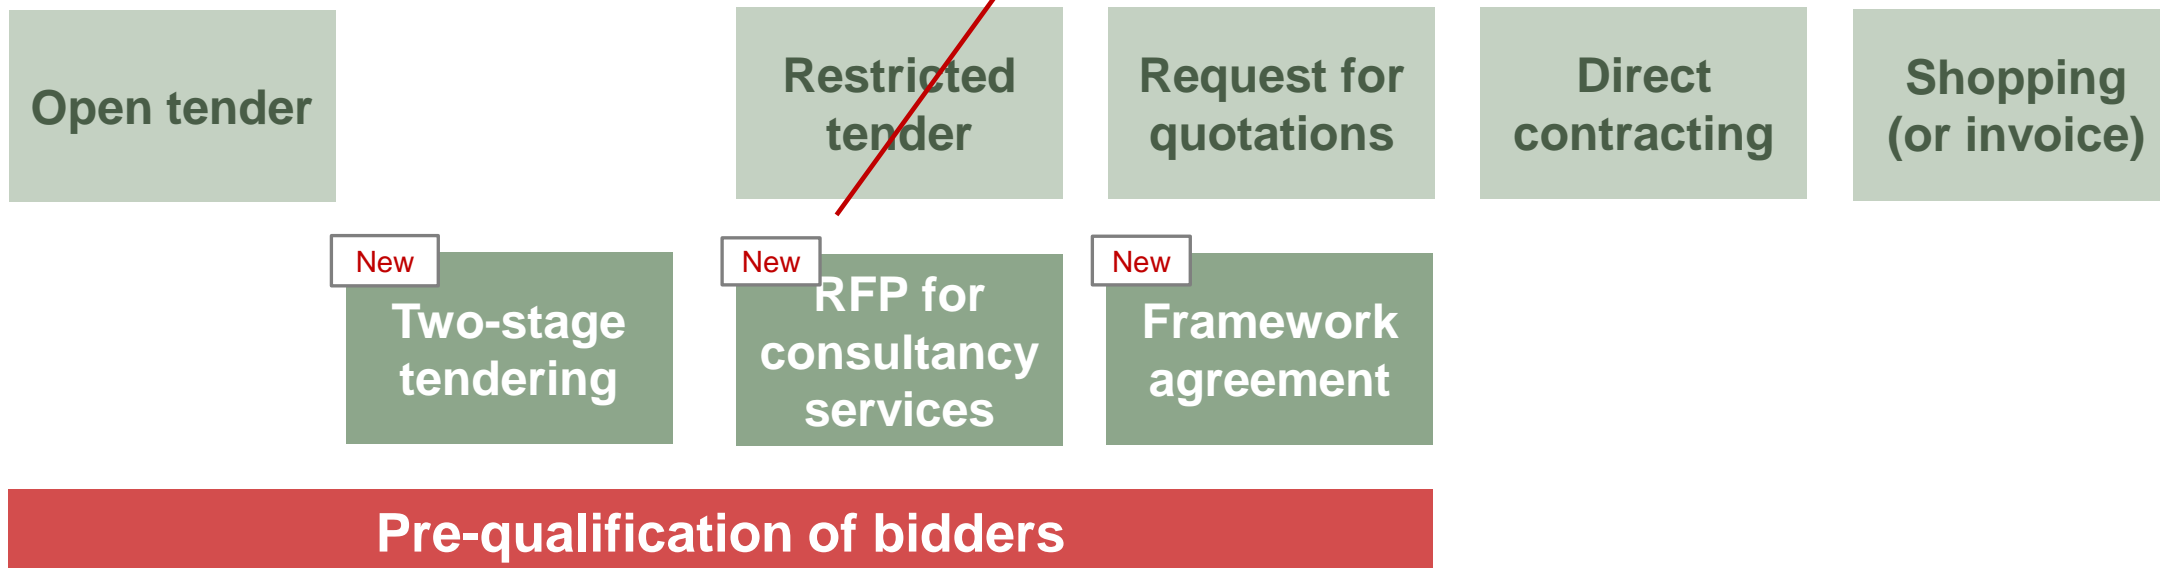 Open tender
Restricted
tender
Request for
quotations
Direct
contracting
Shopping
(or invoice)
New
Two-stage
tendering
New
RFP for
consultancy
services
New
Framework
agreement
Pre-qualification of bidders